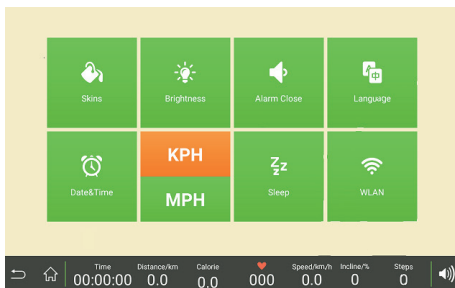 Skins
Brightness
Alarm Close
A 中
Language
Date&Time
KPH
MPH
Zzz
Sleep
WLAN
Time Distance/km Calorie Speed/km/h Incline/% Steps
00:00:00 0.0 0.0 000 0.0 0 0